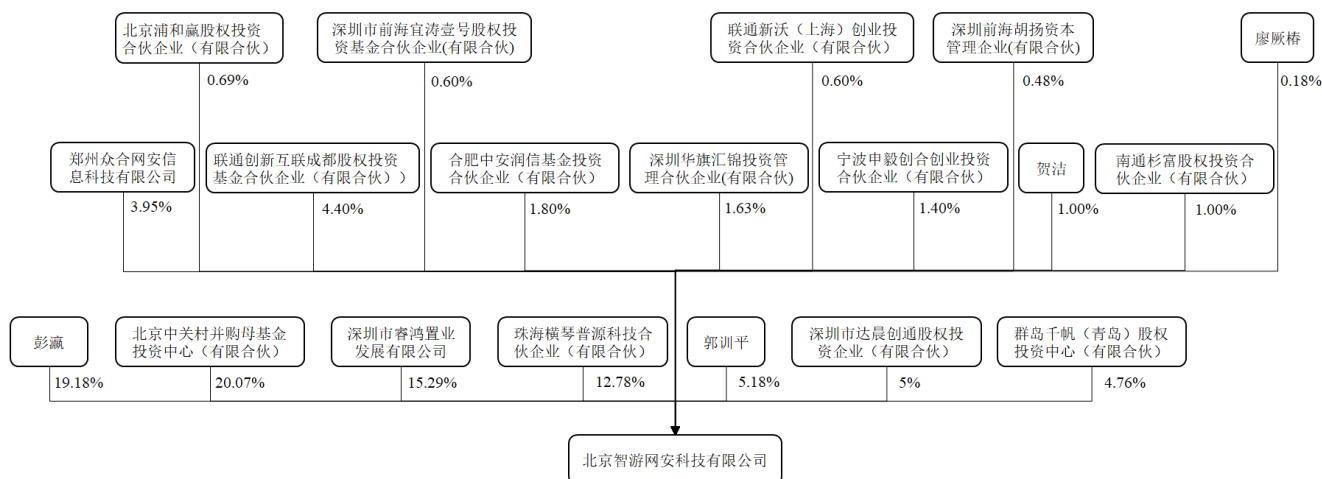 北京浦和赢股权投资
合伙企业（有限合伙）
0.69%
深圳市前海宜涛壹号股权投
资基金合伙企业(有限合伙)
0.60%
联通新沃（上海）创业投
资合伙企业（有限合伙）
0.60%
深圳前海胡扬资本
管理企业(有限合伙)
0.48%
廖厥椿
0.18%
郑州众合网安信
息科技有限公司
3.95%
联通创新互联成都股权投资
基金合伙企业（有限合伙））
4.40%
合肥中安润信基金投资
合伙企业（有限合伙）
1.80%
深圳华旗汇锦投资管
理合伙企业(有限合伙)
1.63%
宁波申毅创合创业投资
合伙企业（有限合伙）
1.40%
贺洁
1.00%
南通杉富股权投资合
伙企业（有限合伙）
1.00%
彭瀛
19.18%
北京中关村并购母基金
投资中心（有限合伙）
20.07%
深圳市睿鸿置业
发展有限公司
15.29%
珠海横琴普源科技合
伙企业（有限合伙）
12.78%
郭训平
5.18%
深圳市达晨创通股权投
资企业（有限合伙）
5%
群岛千帆（青岛）股权
投资中心（有限合伙）
4.76%
北京智游网安科技有限公司